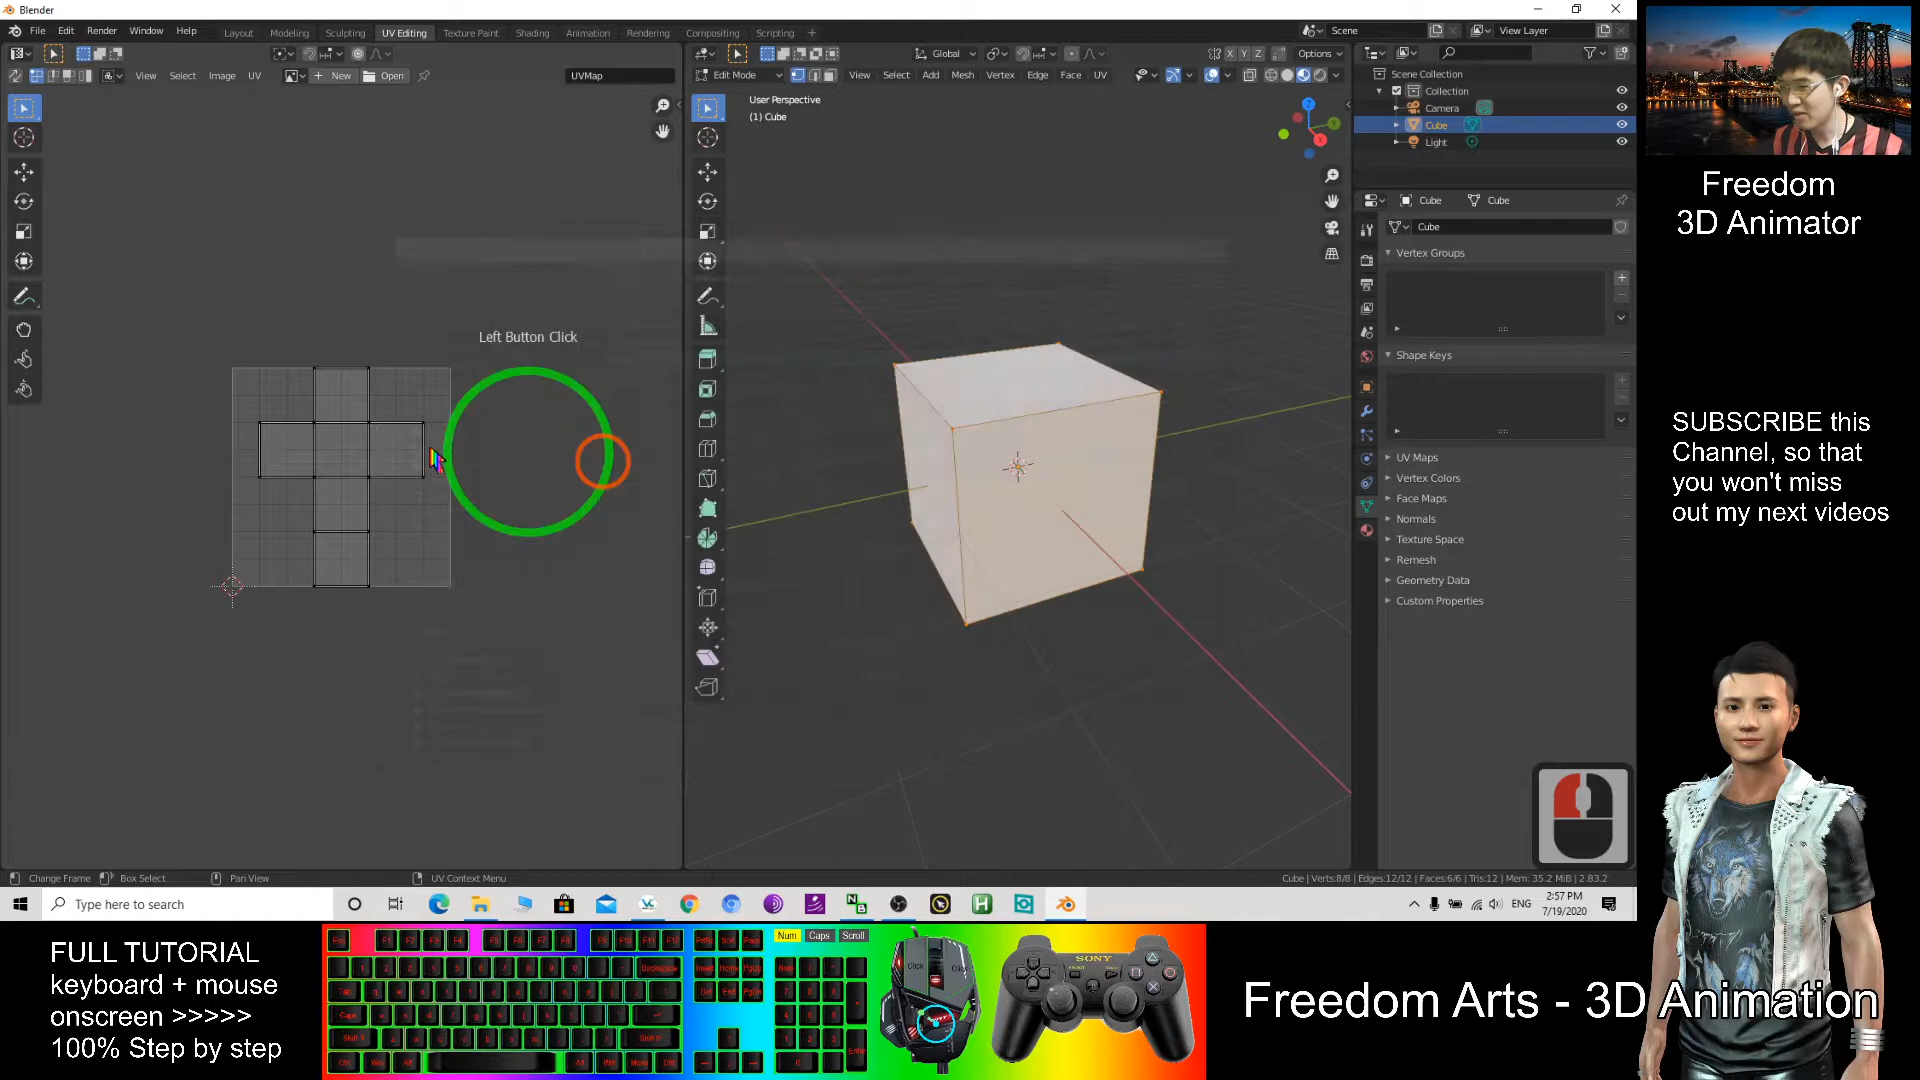 Blender
File Edit Render Window Help Layout Modeling Sculpting UV Editing Texture Paint Shading Animation Rendering Compositing Scripting + Scene View Layer
Global Options
View Select Image UV New Open UVMap
Edit Mode View Select Add Mesh Vertex Edge Face UV
X Y Z
User Perspective
(1) Cube
Scene Collection
Collection
Camera
Cube
Light
Cube Cube
Cube
Vertex Groups
Shape Keys
UV Maps
Vertex Colors
Face Maps
Normals
Texture Space
Remesh
Geometry Data
Custom Properties
Left Button Click
Change Frame Box Select Pan View UV Context Menu
Cube | Verts:8/8 | Edges:12/12 | Faces:6/6 | Tris:12 | Mem: 35.2 MiB | 2.83.2
Type here to search
ENG
2:57 PM
7/19/2020
Freedom
3D Animator
SUBSCRIBE this
Channel, so that
you won't miss
out my next videos
FULL TUTORIAL
keyboard + mouse
onscreen >>>>>
100% Step by step
Num Caps Scroll
Click Click
SONY
Freedom Arts - 3D Animation